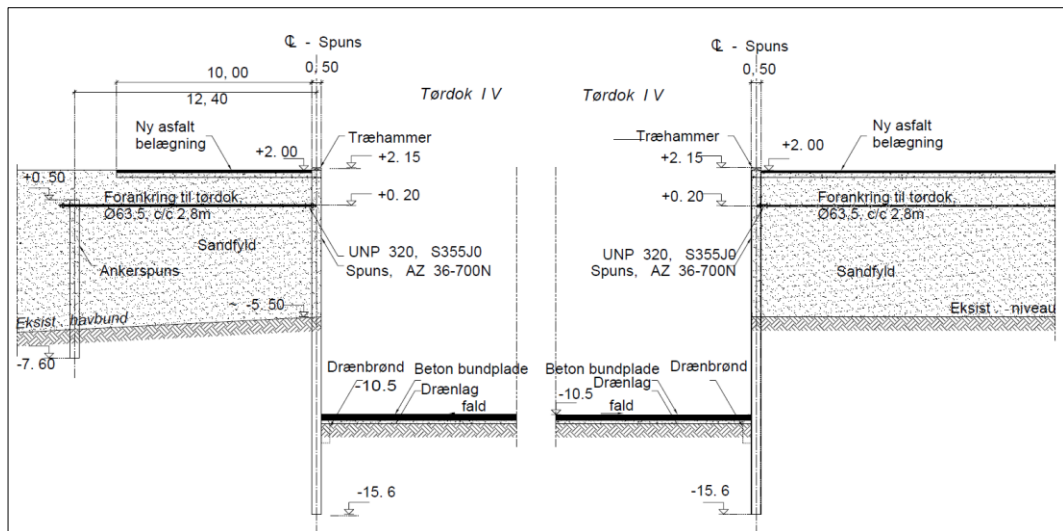 ℄ - Spuns
0,50
10,00
12,40
Tørdok IV
Ny asfalt
belægning
+2.00
Træhammer
+2.15
+0.50
+0.20
Forankring til tørdok,
Ø63.5, c/c 2,8m
Sandfyld
Ankerspuns
UNP 320, S355J0
Spuns, AZ 36-700N
~ -5.50
Eksist. havbund
-7.60
Drænbrønd
-10.5
Beton bundplade
Drænlag
fald
-15.6
℄ - Spuns
0,50
Tørdok IV
Ny asfalt
belægning
Træhammer
+2.00
+2.15
+0.20
Forankring til tørdok,
Ø63.5, c/c 2,8m
UNP 320, S355J0
Spuns, AZ 36-700N
Sandfyld
Eksist. niveau
Beton bundplade
Drænbrønd
Drænlag
-10.5
fald
-15.6